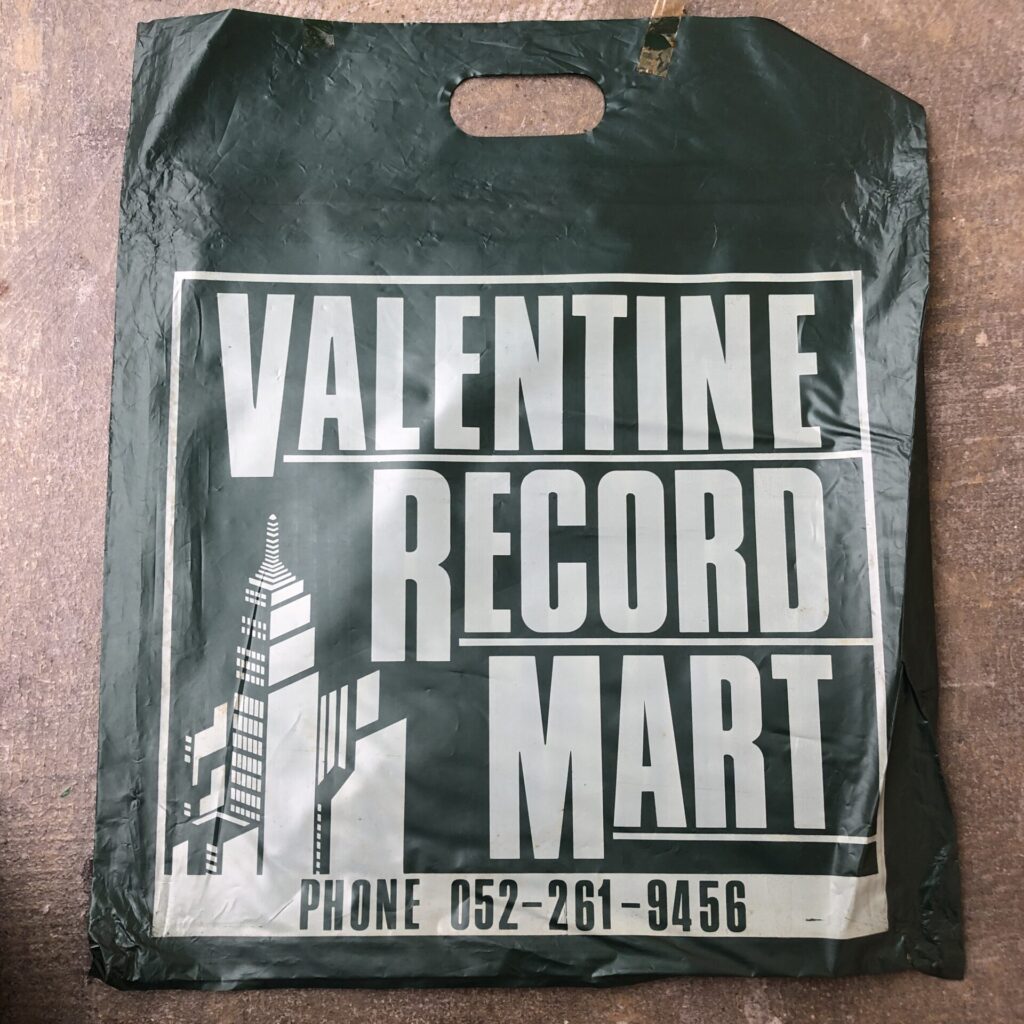 VALENTINE
RECORD
MART
PHONE 052-261-9456